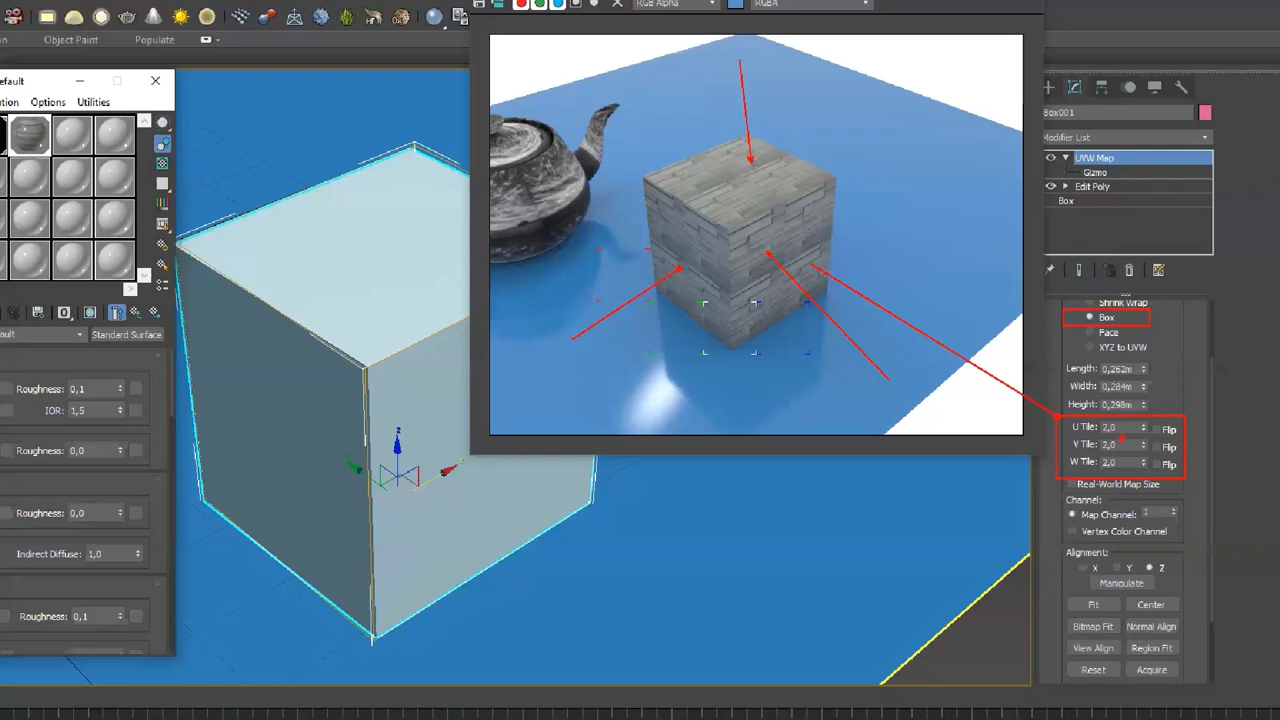 RGB Alpha
RGBA
Object Paint
Populate
efault
Options
Utilities
Box001
Modifier List
UVW Map
Gizmo
Edit Poly
Box
Shrink Wrap
Box
Face
XYZ to UVW
Length: 0,262m
Width: 0,284m
Height: 0,298m
U Tile: 2,0
Flip
V Tile: 2,0
Flip
W Tile: 2,0
Flip
Real-World Map Size
Channel:
Map Channel: 1
Vertex Color Channel
Alignment:
X Y Z
Manipulate
Fit
Center
Bitmap Fit
Normal Align
View Align
Region Fit
Reset
Acquire
Standard Surface
Roughness: 0,1
IOR: 1,5
Roughness: 0,0
Roughness: 0,0
Indirect Diffuse: 1,0
Roughness: 0,1
z